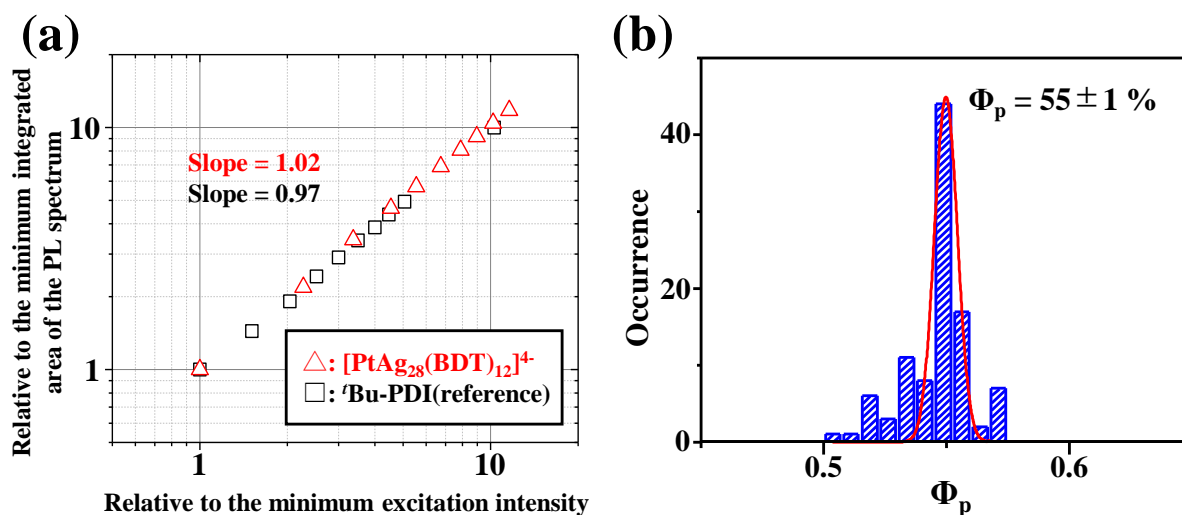 (a)
Relative to the minimum integrated
area of the PL spectrum
10
1
Slope = 1.02
Slope = 0.97
△: [PtAg₂₈(BDT)₁₂]⁴⁻
□: ᵗBu-PDI(reference)
1 10
Relative to the minimum excitation intensity
(b)
Occurrence
40
20
0
Φₚ = 55 ± 1 %
0.5 0.6
Φₚ